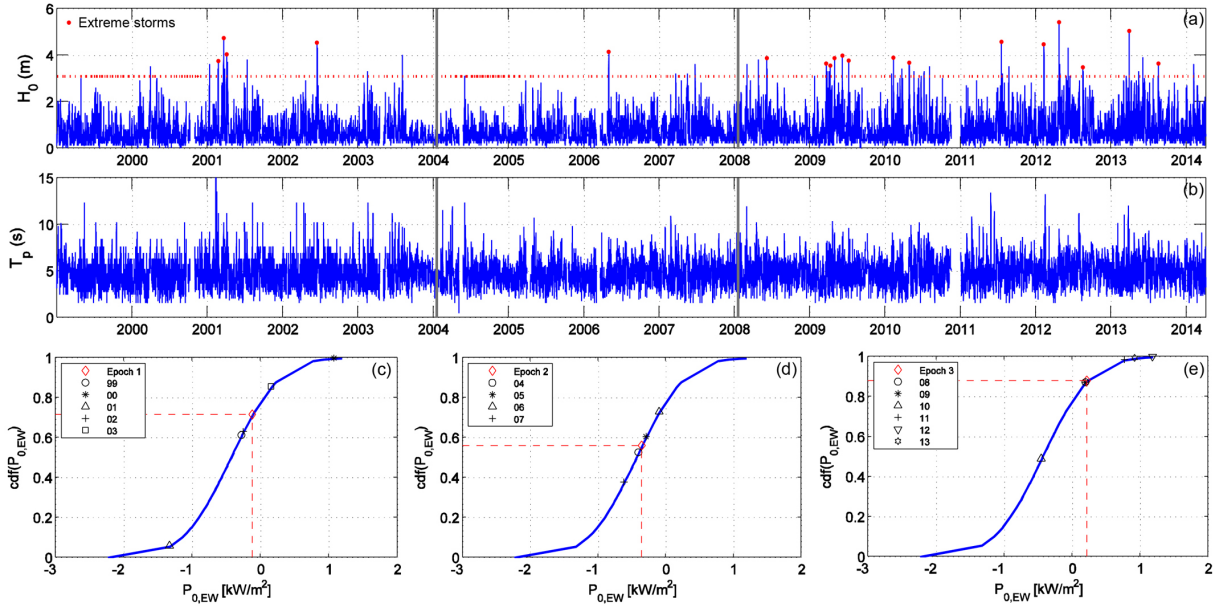 6
4
2
0
H0 (m)
Extreme storms
(a)
2000 2001 2002 2003 2004 2005 2006 2007 2008 2009 2010 2011 2012 2013 2014
15
10
5
0
Tp (s)
(b)
2000 2001 2002 2003 2004 2005 2006 2007 2008 2009 2010 2011 2012 2013 2014
1
0.8
0.6
0.4
0.2
0
cdf(P0,EW)
(c)
Epoch 1
99
00
01
02
03
-3 -2 -1 0 1 2
P0,EW [kW/m²]
1
0.8
0.6
0.4
0.2
0
cdf(P0,EW)
(d)
Epoch 2
04
05
06
07
-3 -2 -1 0 1 2
P0,EW [kW/m²]
1
0.8
0.6
0.4
0.2
0
cdf(P0,EW)
(e)
Epoch 3
08
09
10
11
12
13
-3 -2 -1 0 1 2
P0,EW [kW/m²]